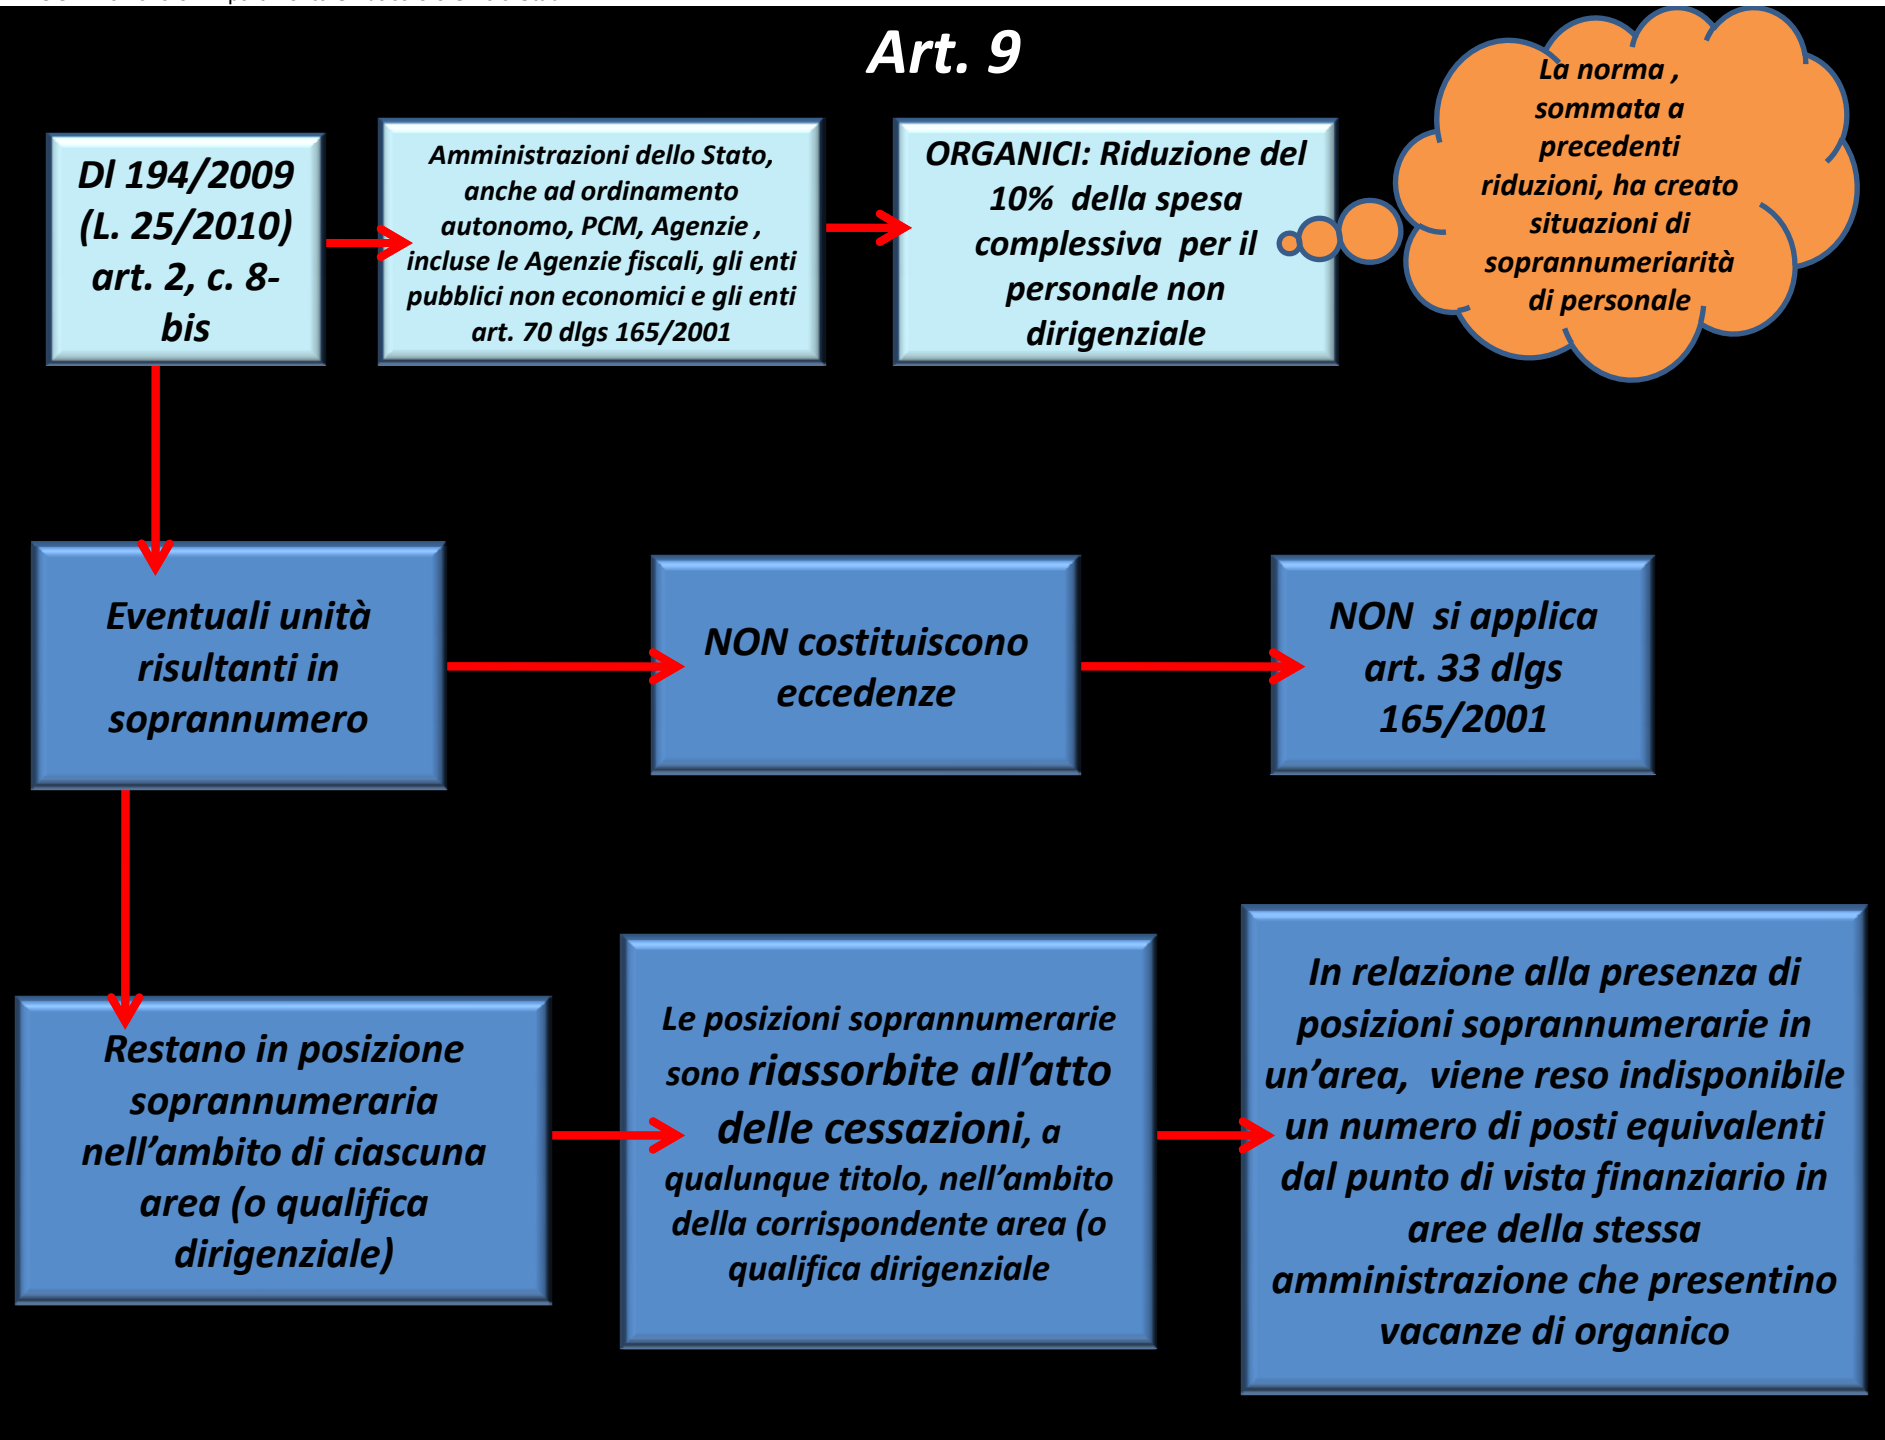 Art. 9
Dl 194/2009
(L. 25/2010)
art. 2, c. 8-
bis
Amministrazioni dello Stato,
anche ad ordinamento
autonomo, PCM, Agenzie ,
incluse le Agenzie fiscali, gli enti
pubblici non economici e gli enti
art. 70 dlgs 165/2001
ORGANICI: Riduzione del
10% della spesa
complessiva per il
personale non
dirigenziale
La norma ,
sommata a
precedenti
riduzioni, ha creato
situazioni di
soprannumeriarità
di personale
Eventuali unità
risultanti in
soprannumero
NON costituiscono
eccedenze
NON si applica
art. 33 dlgs
165/2001
Restano in posizione
soprannumeraria
nell’ambito di ciascuna
area (o qualifica
dirigenziale)
Le posizioni soprannumerarie
sono riassorbite all’atto
delle cessazioni, a
qualunque titolo, nell’ambito
della corrispondente area (o
qualifica dirigenziale
In relazione alla presenza di
posizioni soprannumerarie in
un’area, viene reso indisponibile
un numero di posti equivalenti
dal punto di vista finanziario in
aree della stessa
amministrazione che presentino
vacanze di organico